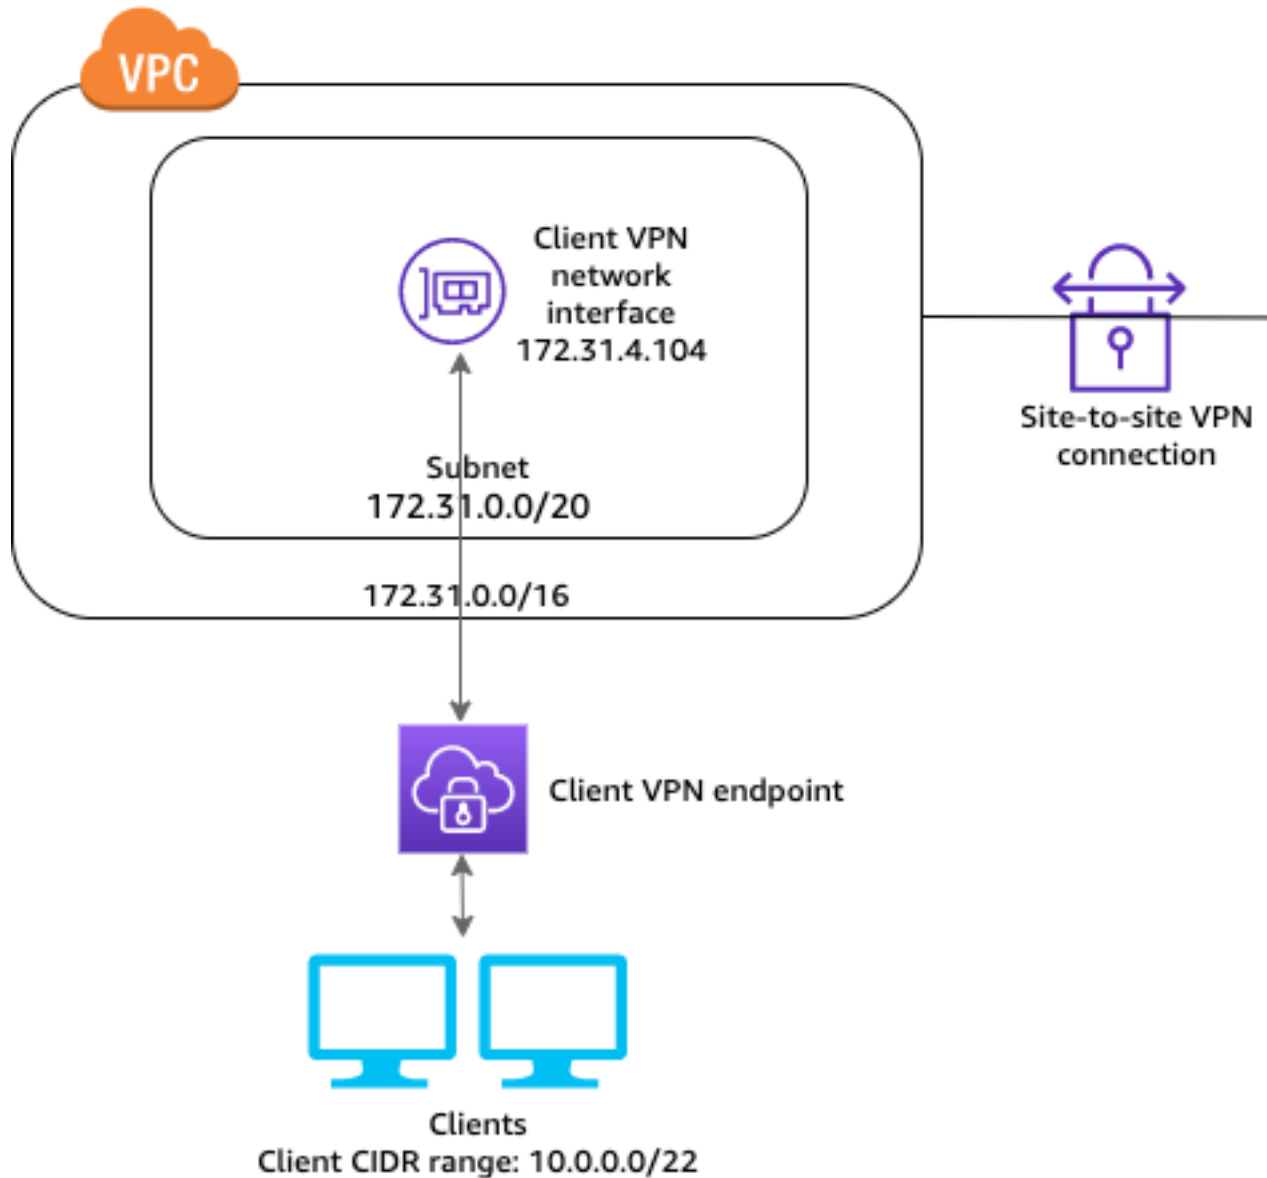 VPC
Client VPN
network
interface
172.31.4.104
Subnet
172.31.0.0/20
172.31.0.0/16
Site-to-site VPN
connection
Client VPN endpoint
Clients
Client CIDR range: 10.0.0.0/22